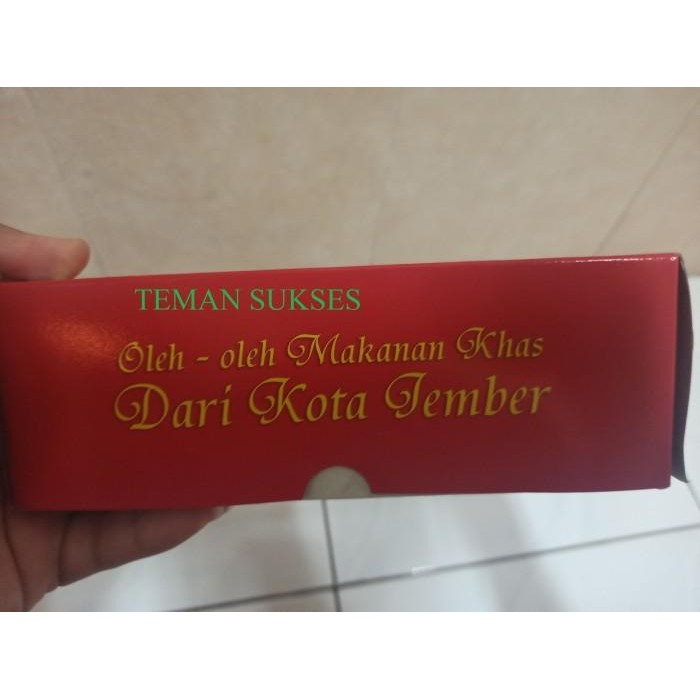 TEMAN SUKSES
Oleh - oleh Makanan Khas
Dari Kota Jember